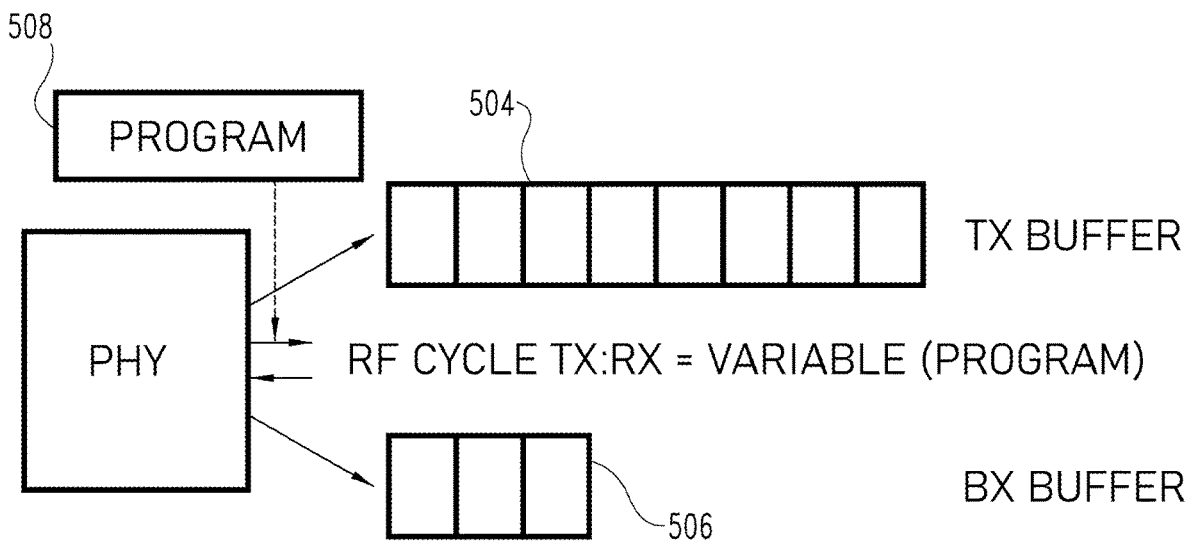 508
PROGRAM
504
TX BUFFER
PHY
RF CYCLE TX:RX = VARIABLE (PROGRAM)
BX BUFFER
506